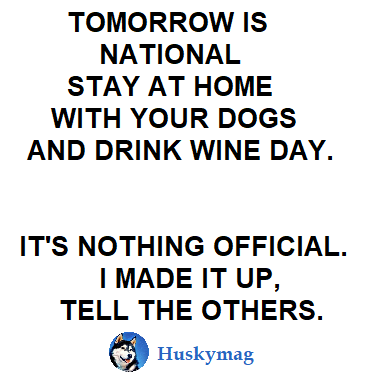 TOMORROW IS
NATIONAL
STAY AT HOME
WITH YOUR DOGS
AND DRINK WINE DAY.
IT'S NOTHING OFFICIAL.
I MADE IT UP,
TELL THE OTHERS.
Huskymag